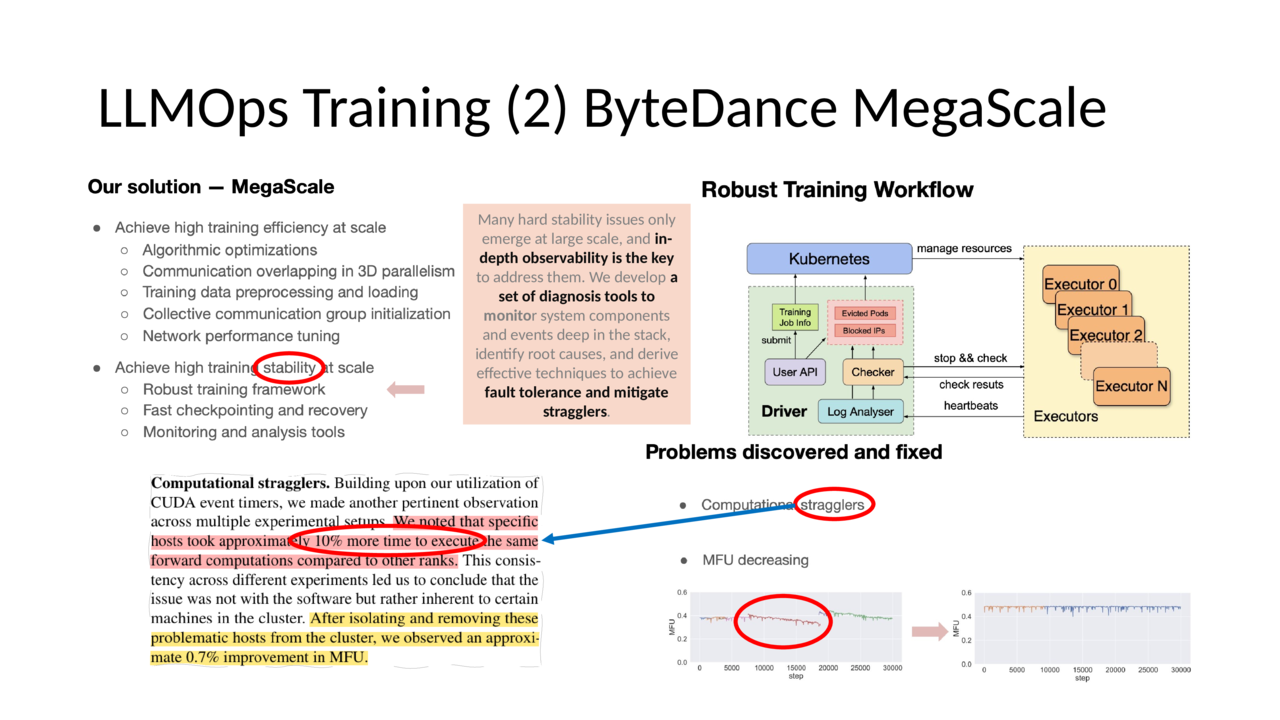 LLMOps Training (2) ByteDance MegaScale
Our solution — MegaScale
● Achieve high training efficiency at scale
○ Algorithmic optimizations
○ Communication overlapping in 3D parallelism
○ Training data preprocessing and loading
○ Collective communication group initialization
○ Network performance tuning
● Achieve high training stability at scale
○ Robust training framework
○ Fast checkpointing and recovery
○ Monitoring and analysis tools
Many hard stability issues only
emerge at large scale, and in-
depth observability is the key
to address them. We develop a
set of diagnosis tools to
monitor system components
and events deep in the stack,
identify root causes, and derive
effective techniques to achieve
fault tolerance and mitigate
stragglers.
Robust Training Workflow
Kubernetes
manage resources
Training
Job Info
Evicted Pods
Blocked IPs
submit
User API
Checker
Driver
Log Analyser
stop && check
check resuts
heartbeats
Executor 0
Executor 1
Executor 2
Executor N
Executors
Computational stragglers. Building upon our utilization of
CUDA event timers, we made another pertinent observation
across multiple experimental setups. We noted that specific
hosts took approximately 10% more time to execute the same
forward computations compared to other ranks. This consis-
tency across different experiments led us to conclude that the
issue was not with the software but rather inherent to certain
machines in the cluster. After isolating and removing these
problematic hosts from the cluster, we observed an approxi-
mate 0.7% improvement in MFU.
Problems discovered and fixed
● Computational stragglers
● MFU decreasing
0.6
0.4
0.2
0.0
MFU
0 5000 10000 15000 20000 25000 30000
step
0.6
0.4
0.2
0.0
MFU
0 5000 10000 15000 20000 25000 30000
step